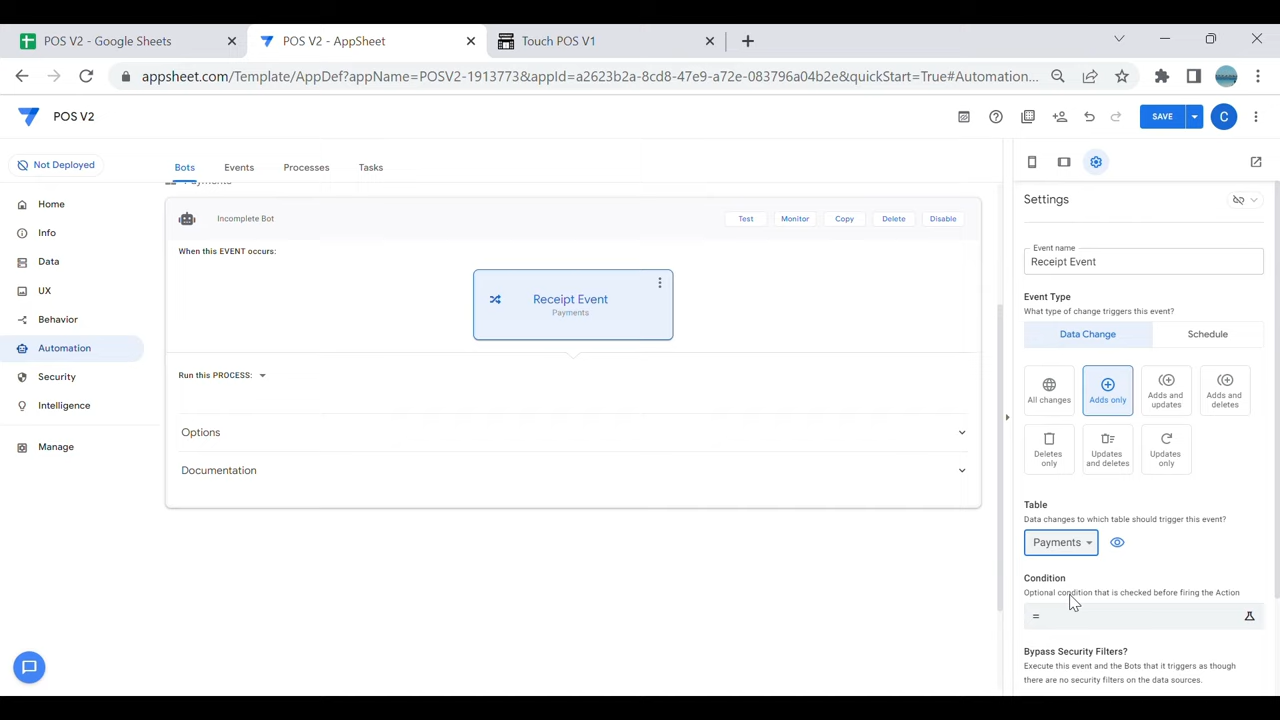 POS V2 - Google Sheets
POS V2 - AppSheet
Touch POS V1
appsheet.com/Template/AppDef?appName=POSV2-1913773&appId=a2623b2a-8cd8-47e9-a72e-083796a04b2e&quickStart=True#Automation...
POS V2
SAVE
C
Not Deployed
Bots
Events
Processes
Tasks
Home
Info
Data
UX
Behavior
Automation
Security
Intelligence
Manage
Payments
Incomplete Bot
Test
Monitor
Copy
Delete
Disable
When this EVENT occurs:
Receipt Event
Payments
Run this PROCESS:
Options
Documentation
Settings
Event name
Receipt Event
Event Type
What type of change triggers this event?
Data Change
Schedule
All changes
Adds only
Adds and
updates
Adds and
deletes
Deletes
only
Updates
and deletes
Updates
only
Table
Data changes to which table should trigger this event?
Payments
Condition
Optional condition that is checked before firing the Action
=
Bypass Security Filters?
Execute this event and the Bots that it triggers as though
there are no security filters on the data sources.